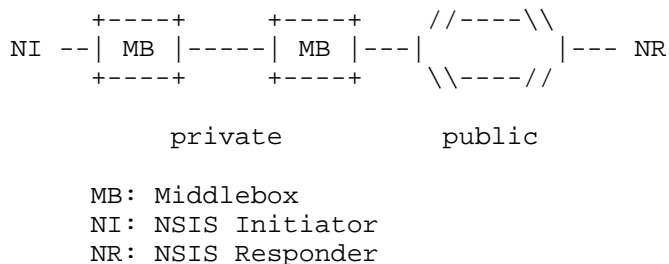 +----+     +----+     //----\\
NI --| MB |-----| MB |---|         |--- NR
     +----+     +----+     \\----//

          private          public

     MB: Middlebox
     NI: NSIS Initiator
     NR: NSIS Responder